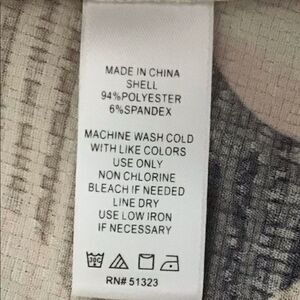 MADE IN CHINA
SHELL
94%POLYESTER
6%SPANDEX
MACHINE WASH COLD
WITH LIKE COLORS
USE ONLY
NON CHLORINE
BLEACH IF NEEDED
LINE DRY
USE LOW IRON
IF NECESSARY
RN# 51323